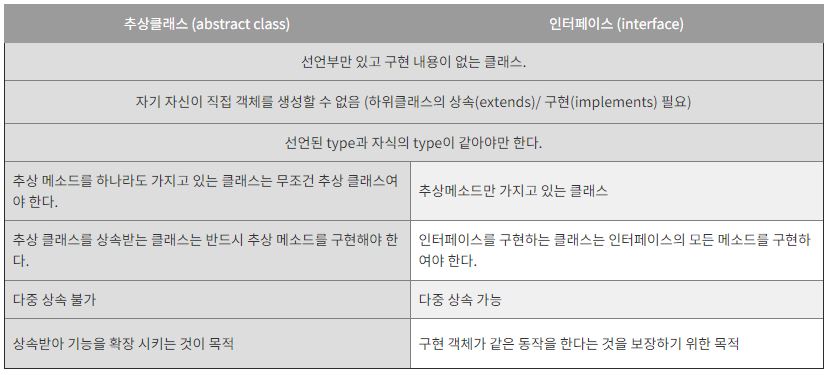 추상클래스 (abstract class)
인터페이스 (interface)
선언부만 있고 구현 내용이 없는 클래스.
자기 자신이 직접 객체를 생성할 수 없음 (하위클래스의 상속(extends)/ 구현(implements) 필요)
선언된 type과 자식의 type이 같아야만 한다.
추상 메소드를 하나라도 가지고 있는 클래스는 무조건 추상 클래스여
야 한다.
추상메소드만 가지고 있는 클래스
추상 클래스를 상속받는 클래스는 반드시 추상 메소드를 구현해야 한
다.
인터페이스를 구현하는 클래스는 인터페이스의 모든 메소드를 구현하
여야 한다.
다중 상속 불가
다중 상속 가능
상속받아 기능을 확장 시키는 것이 목적
구현 객체가 같은 동작을 한다는 것을 보장하기 위한 목적